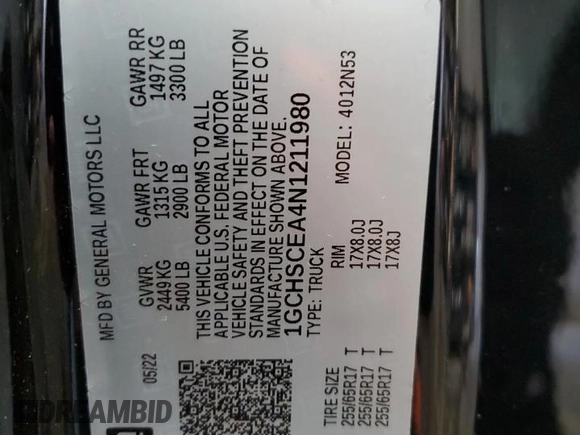 MFD BY GENERAL MOTORS LLC
05/22
GVWR GAWR FRT GAWR RR
2449 KG 1315 KG 1497 KG
5400 LB 2900 LB 3300 LB
THIS VEHICLE CONFORMS TO ALL
APPLICABLE U.S. FEDERAL MOTOR
VEHICLE SAFETY AND THEFT PREVENTION
STANDARDS IN EFFECT ON THE DATE OF
MANUFACTURE SHOWN ABOVE.
1GCHSCEA4N1211980
TYPE: TRUCK MODEL: 4012N53
TIRE SIZE RIM
255/65R17 T 17X8.0J
255/65R17 T 17X8.0J
255/65R17 T 17X8J
DREAMBID